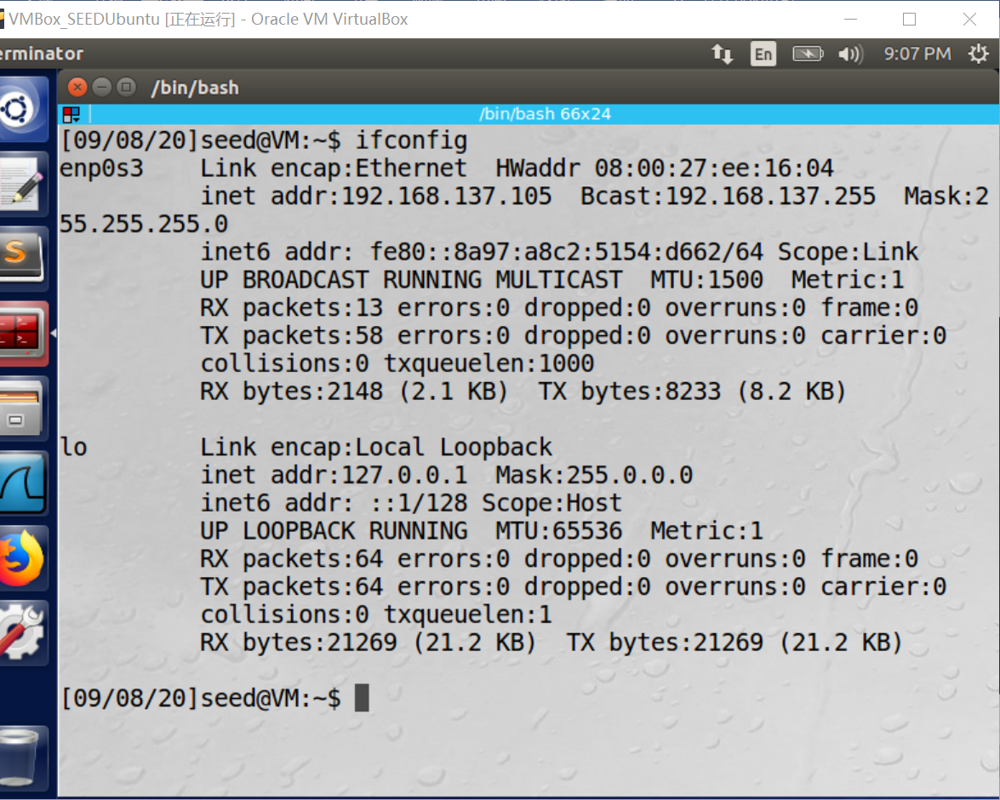 VMBox_SEEDUbuntu [正在运行] - Oracle VM VirtualBox
erminator En 9:07 PM
/bin/bash
/bin/bash 66x24
[09/08/20]seed@VM:~$ ifconfig
enp0s3    Link encap:Ethernet  HWaddr 08:00:27:ee:16:04
          inet addr:192.168.137.105  Bcast:192.168.137.255  Mask:2
55.255.255.0
          inet6 addr: fe80::8a97:a8c2:5154:d662/64 Scope:Link
          UP BROADCAST RUNNING MULTICAST  MTU:1500  Metric:1
          RX packets:13 errors:0 dropped:0 overruns:0 frame:0
          TX packets:58 errors:0 dropped:0 overruns:0 carrier:0
          collisions:0 txqueuelen:1000
          RX bytes:2148 (2.1 KB)  TX bytes:8233 (8.2 KB)
lo        Link encap:Local Loopback
          inet addr:127.0.0.1  Mask:255.0.0.0
          inet6 addr: ::1/128 Scope:Host
          UP LOOPBACK RUNNING  MTU:65536  Metric:1
          RX packets:64 errors:0 dropped:0 overruns:0 frame:0
          TX packets:64 errors:0 dropped:0 overruns:0 carrier:0
          collisions:0 txqueuelen:1
          RX bytes:21269 (21.2 KB)  TX bytes:21269 (21.2 KB)
[09/08/20]seed@VM:~$